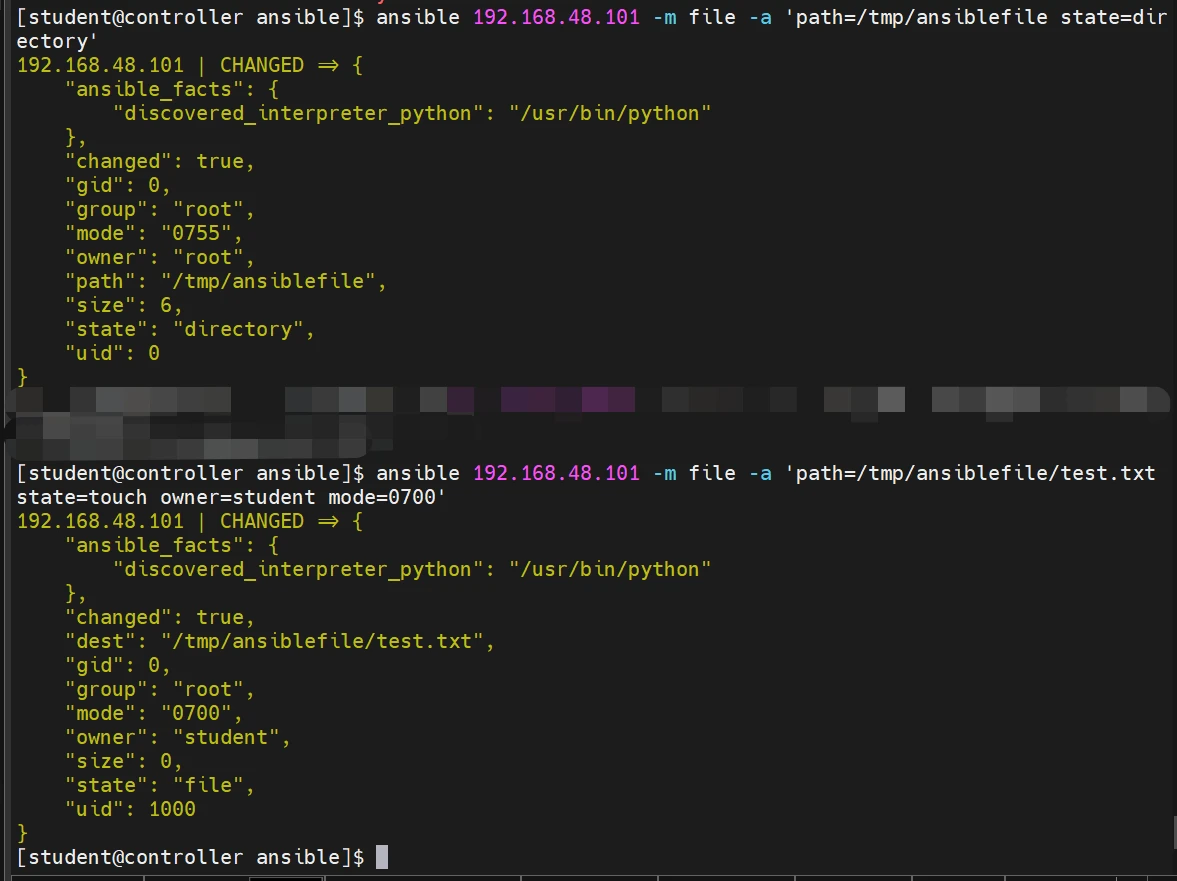 [student@controller ansible]$ ansible 192.168.48.101 -m file -a 'path=/tmp/ansiblefile state=dir
ectory'
192.168.48.101 | CHANGED => {
    "ansible_facts": {
        "discovered_interpreter_python": "/usr/bin/python"
    },
    "changed": true,
    "gid": 0,
    "group": "root",
    "mode": "0755",
    "owner": "root",
    "path": "/tmp/ansiblefile",
    "size": 6,
    "state": "directory",
    "uid": 0
}
[student@controller ansible]$ ansible 192.168.48.101 -m file -a 'path=/tmp/ansiblefile/test.txt
state=touch owner=student mode=0700'
192.168.48.101 | CHANGED => {
    "ansible_facts": {
        "discovered_interpreter_python": "/usr/bin/python"
    },
    "changed": true,
    "dest": "/tmp/ansiblefile/test.txt",
    "gid": 0,
    "group": "root",
    "mode": "0700",
    "owner": "student",
    "size": 0,
    "state": "file",
    "uid": 1000
}
[student@controller ansible]$